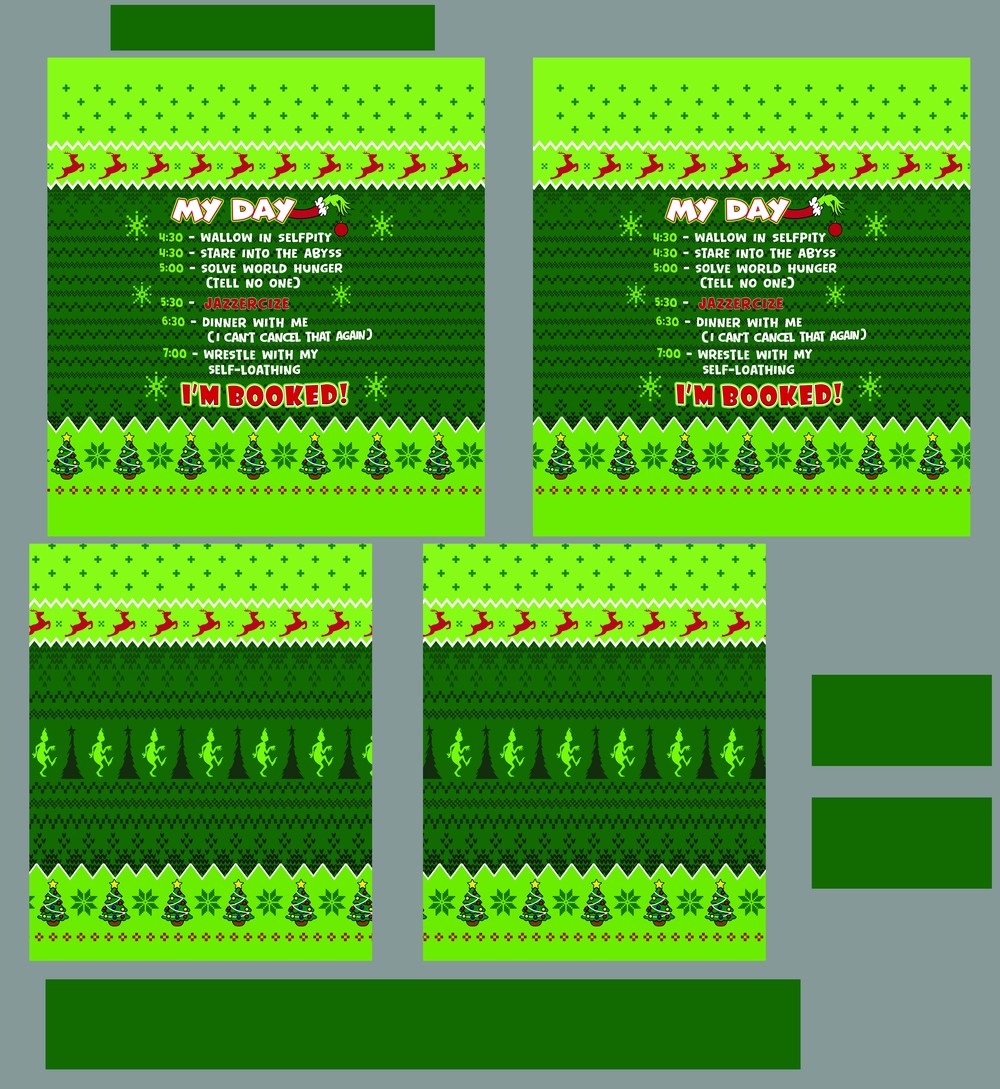 MY DAY
4:30 - WALLOW IN SELFPITY
4:30 - STARE INTO THE ABYSS
5:00 - SOLVE WORLD HUNGER
(TELL NO ONE)
5:30 - JAZZERCIZE
6:30 - DINNER WITH ME
(I CAN'T CANCEL THAT AGAIN)
7:00 - WRESTLE WITH MY
SELF-LOATHING
I'M BOOKED!
MY DAY
4:30 - WALLOW IN SELFPITY
4:30 - STARE INTO THE ABYSS
5:00 - SOLVE WORLD HUNGER
(TELL NO ONE)
5:30 - JAZZERCIZE
6:30 - DINNER WITH ME
(I CAN'T CANCEL THAT AGAIN)
7:00 - WRESTLE WITH MY
SELF-LOATHING
I'M BOOKED!